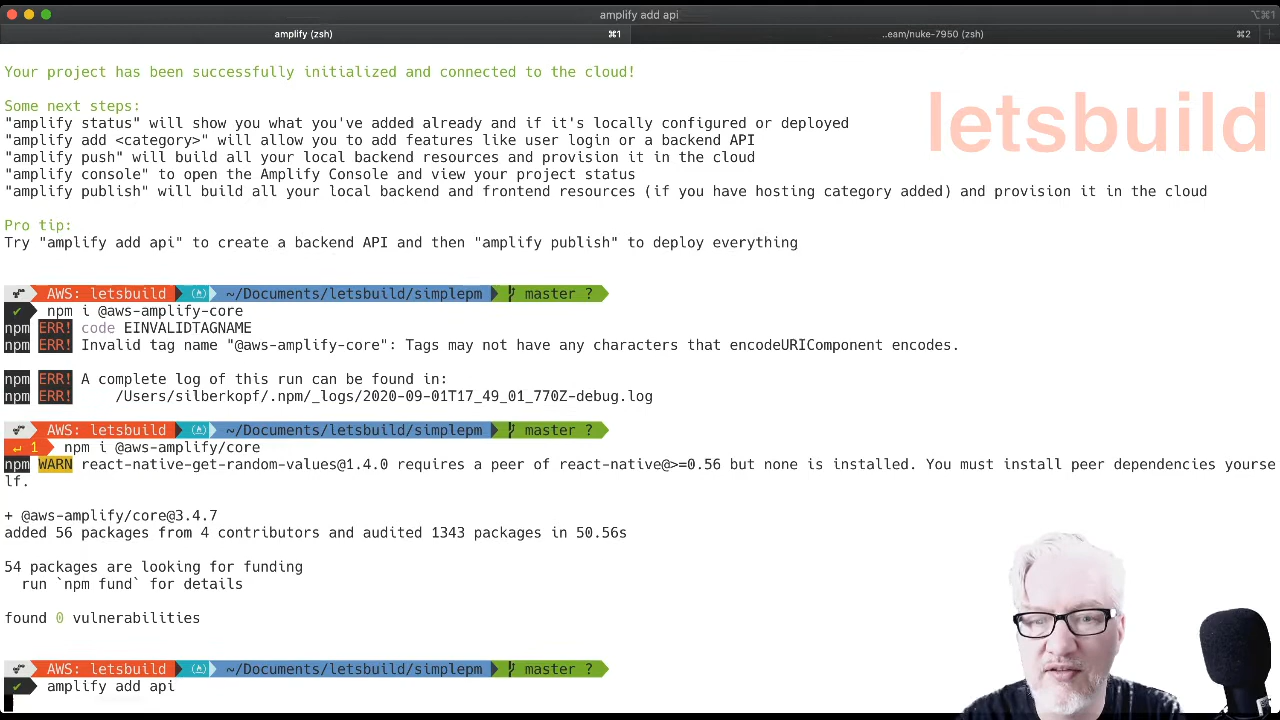 amplify add api
⌥⌘1
amplify (zsh)
⌘1
..eam/nuke-7950 (zsh)
⌘2
Your project has been successfully initialized and connected to the cloud!
letsbuild
Some next steps:
"amplify status" will show you what you've added already and if it's locally configured or deployed
"amplify add <category>" will allow you to add features like user login or a backend API
"amplify push" will build all your local backend resources and provision it in the cloud
"amplify console" to open the Amplify Console and view your project status
"amplify publish" will build all your local backend and frontend resources (if you have hosting category added) and provision it in the cloud
Pro tip:
Try "amplify add api" to create a backend API and then "amplify publish" to deploy everything
AWS: letsbuild ~/Documents/letsbuild/simplepm master ?
✔ npm i @aws-amplify-core
npm ERR! code EINVALIDTAGNAME
npm ERR! Invalid tag name "@aws-amplify-core": Tags may not have any characters that encodeURIComponent encodes.
npm ERR! A complete log of this run can be found in:
npm ERR!     /Users/silberkopf/.npm/_logs/2020-09-01T17_49_01_770Z-debug.log
AWS: letsbuild ~/Documents/letsbuild/simplepm master ?
↵ 1 npm i @aws-amplify/core
npm WARN react-native-get-random-values@1.4.0 requires a peer of react-native@>=0.56 but none is installed. You must install peer dependencies yourse
lf.
+ @aws-amplify/core@3.4.7
added 56 packages from 4 contributors and audited 1343 packages in 50.56s
54 packages are looking for funding
  run `npm fund` for details
found 0 vulnerabilities
AWS: letsbuild ~/Documents/letsbuild/simplepm master ?
✔ amplify add api